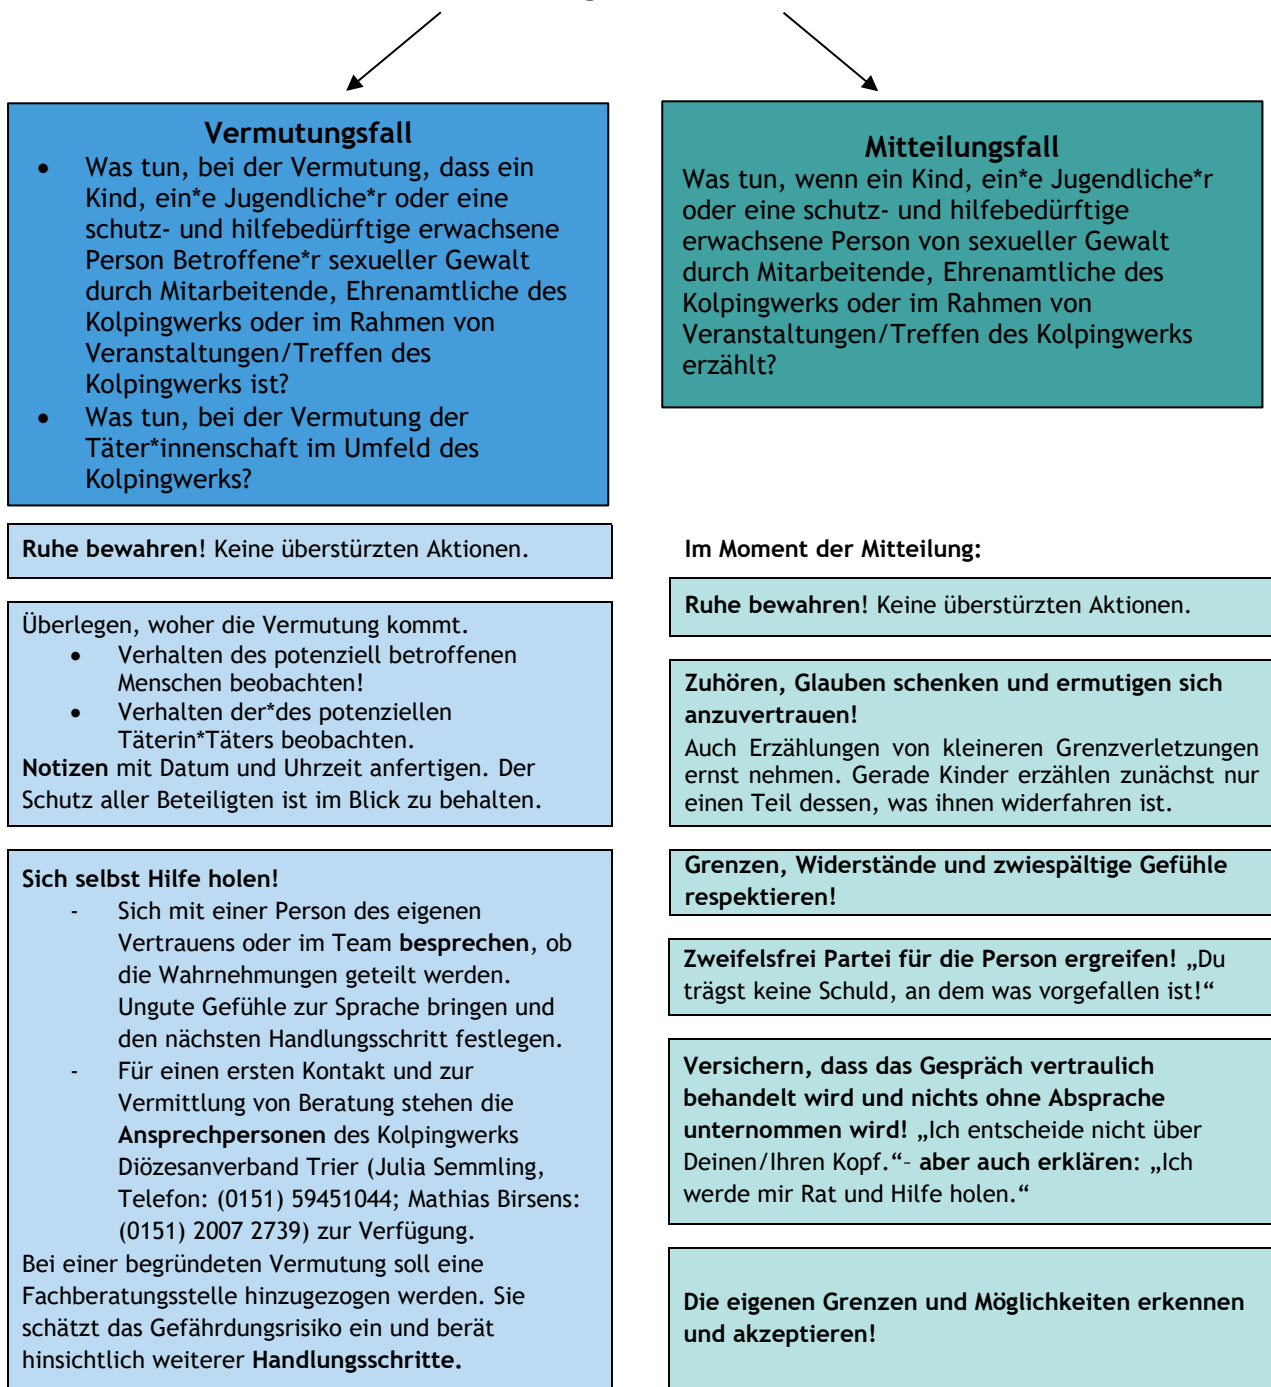 Vermutungsfall
• Was tun, bei der Vermutung, dass ein
Kind, ein*e Jugendliche*r oder eine
schutz- und hilfebedürftige erwachsene
Person Betroffene*r sexueller Gewalt
durch Mitarbeitende, Ehrenamtliche des
Kolpingwerks oder im Rahmen von
Veranstaltungen/Treffen des
Kolpingwerks ist?
• Was tun, bei der Vermutung der
Täter*innenschaft im Umfeld des
Kolpingwerks?
Ruhe bewahren! Keine überstürzten Aktionen.
Überlegen, woher die Vermutung kommt.
• Verhalten des potenziell betroffenen
Menschen beobachten!
• Verhalten der*des potenziellen
Täterin*Täters beobachten.
Notizen mit Datum und Uhrzeit anfertigen. Der
Schutz aller Beteiligten ist im Blick zu behalten.
Sich selbst Hilfe holen!
- Sich mit einer Person des eigenen
Vertrauens oder im Team besprechen, ob
die Wahrnehmungen geteilt werden.
Ungute Gefühle zur Sprache bringen und
den nächsten Handlungsschritt festlegen.
- Für einen ersten Kontakt und zur
Vermittlung von Beratung stehen die
Ansprechpersonen des Kolpingwerks
Diözesanverband Trier (Julia Semmling,
Telefon: (0151) 59451044; Mathias Birsens:
(0151) 2007 2739) zur Verfügung.
Bei einer begründeten Vermutung soll eine
Fachberatungsstelle hinzugezogen werden. Sie
schätzt das Gefährdungsrisiko ein und berät
hinsichtlich weiterer Handlungsschritte.
Mitteilungsfall
Was tun, wenn ein Kind, ein*e Jugendliche*r
oder eine schutz- und hilfebedürftige
erwachsene Person von sexueller Gewalt
durch Mitarbeitende, Ehrenamtliche des
Kolpingwerks oder im Rahmen von
Veranstaltungen/Treffen des Kolpingwerks
erzählt?
Im Moment der Mitteilung:
Ruhe bewahren! Keine überstürzten Aktionen.
Zuhören, Glauben schenken und ermutigen sich
anzuvertrauen!
Auch Erzählungen von kleineren Grenzverletzungen
ernst nehmen. Gerade Kinder erzählen zunächst nur
einen Teil dessen, was ihnen widerfahren ist.
Grenzen, Widerstände und zwiespältige Gefühle
respektieren!
Zweifelsfrei Partei für die Person ergreifen! „Du
trägst keine Schuld, an dem was vorgefallen ist!“
Versichern, dass das Gespräch vertraulich
behandelt wird und nichts ohne Absprache
unternommen wird! „Ich entscheide nicht über
Deinen/Ihren Kopf.“– aber auch erklären: „Ich
werde mir Rat und Hilfe holen.“
Die eigenen Grenzen und Möglichkeiten erkennen
und akzeptieren!